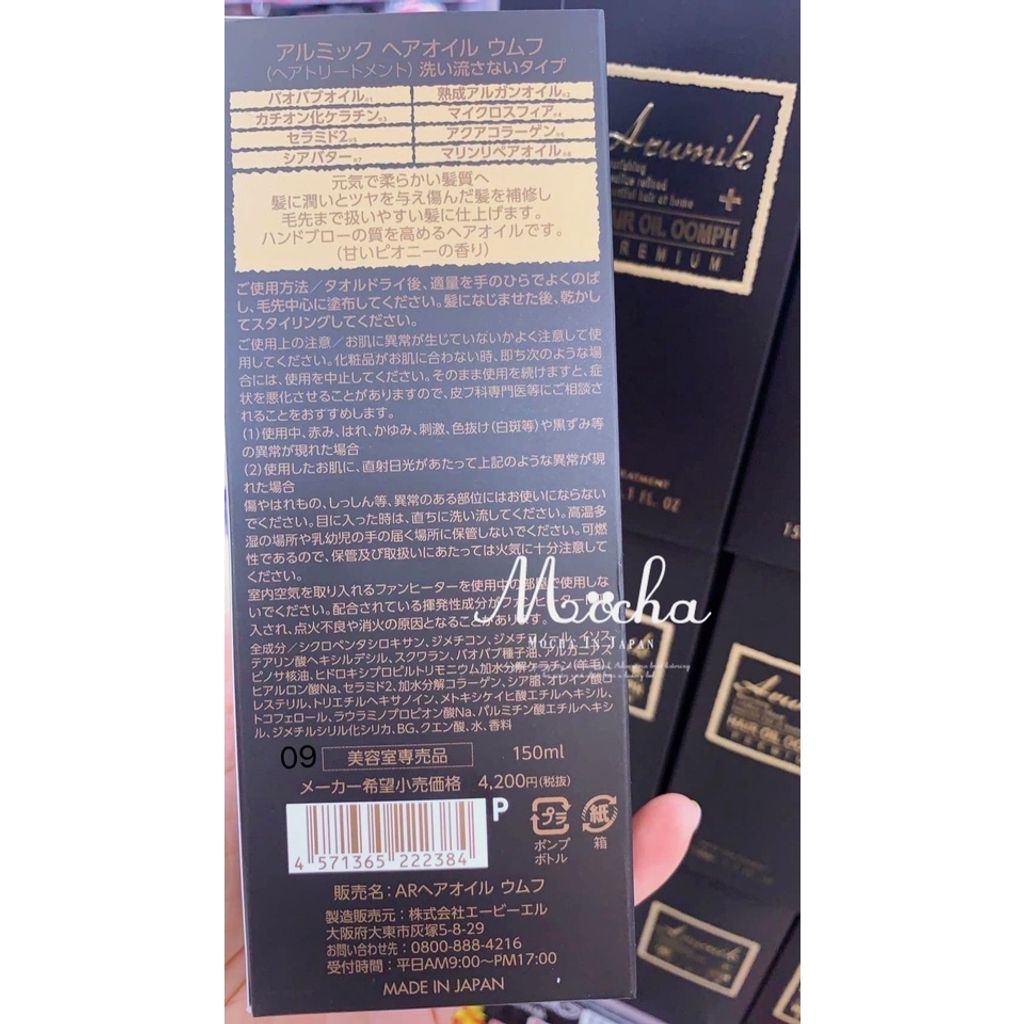 アルミック ヘアオイル ウムフ
(ヘアトリートメント) 洗い流さないタイプ
バオバブオイル※1 熟成アルガンオイル※2
カチオン化ケラチン※3 マイクロスフィア※4
セラミド2※5 アクアコラーゲン※6
シアバター※7 マリンリペアオイル※8
元気で柔らかい髪質へ
髪に潤いとツヤを与え傷んだ髪を補修し
毛先まで扱いやすい髪に仕上げます。
ハンドブローの質を高めるヘアオイルです。
(甘いピオニーの香り)
ご使用方法／タオルドライ後、適量を手のひらでよくのば
し、毛先中心に塗布してください。髪になじませた後、乾かし
てスタイリングしてください。
ご使用上の注意／お肌に異常が生じていないかよく注意して使
用してください。化粧品がお肌に合わない時、即ち次のような場
合には、使用を中止してください。そのまま使用を続けますと、症
状を悪化させることがありますので、皮フ科専門医等にご相談さ
れることをおすすめします。
(1)使用中、赤み、はれ、かゆみ、刺激、色抜け(白斑等)や黒ずみ等
の異常が現れた場合
(2)使用したお肌に、直射日光があたって上記のような異常が現
れた場合
傷やはれもの、しっしん等、異常のある部位にはお使いにならない
でください。目に入った時は、直ちに洗い流してください。高温多
湿の場所や乳幼児の手の届く場所に保管しないでください。可燃
性であるので、保管及び取扱いにあたっては火気に十分注意して
ください。
室内空気を取り入れるファンヒーターを使用中の部屋で使用しな
いでください。配合されている揮発性成分がファンヒーター
入され、点火不良や消火の原因となることがあります。
全成分／シクロペンタシロキサン、ジメチコン、ジメチコノール、イソス
テアリン酸ヘキシルデシル、スクワラン、バオバブ種子油、アルガニアス
ピノサ核油、ヒドロキシプロピルトリモニウム加水分解ケラチン(羊毛)、
ヒアルロン酸Na、セラミド2、加水分解コラーゲン、シア脂、オレイン酸
レステリル、トリエチルヘキサノイン、メトキシケイヒ酸エチルヘキシル、
トコフェロール、ラウラミノプロピオン酸Na、パルミチン酸エチルヘキシ
ル、ジメチルシリル化シリカ、BG、クエン酸、水、香料
09 美容室専売品 150ml
メーカー希望小売価格 4,200円(税抜)
P プラ 紙
ポンプ 箱
ボトル
4 571365 222384
販売名：ARヘアオイル ウムフ
製造販売元：株式会社エービーエル
大阪府大東市灰塚5-8-29
お問い合わせ先：0800-888-4216
受付時間：平日AM9:00〜PM17:00
MADE IN JAPAN
Mocha
MOCHA IN JAPAN
Arwmik
HAIR OIL OOMPH
PREMIUM
Arwmik
HAIR OIL OOMPH
PREMIUM